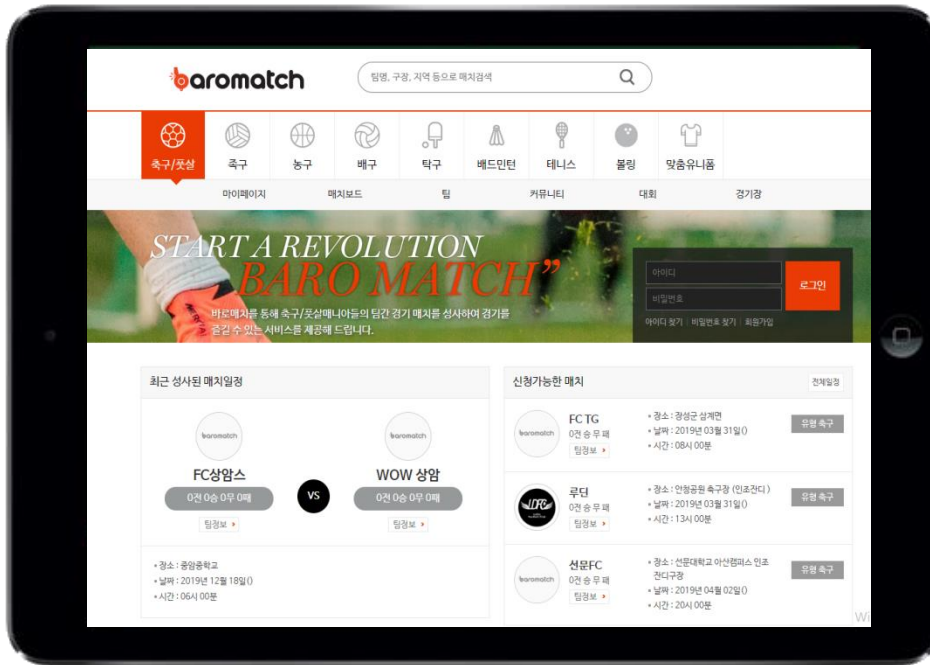 baromatch
팀명, 구장, 지역 등으로 매치검색
축구/풋살
족구
농구
배구
탁구
배드민턴
테니스
볼링
맞춤유니폼
마이페이지
매치보드
팀
커뮤니티
대회
경기장
START A REVOLUTION
BARO MATCH”
바로매치를 통해 축구/풋살매니아들의 팀간 경기 매치를 성사하여 경기를
즐길 수 있는 서비스를 제공해 드립니다.
아이디
비밀번호
로그인
아이디 찾기 | 비밀번호 찾기 | 회원가입
최근 성사된 매치일정
baromatch
FC상암스
0전 0승 0무 0패
팀정보
VS
baromatch
WOW 상암
0전 0승 0무 0패
팀정보
장소 : 중암중학교
날짜 : 2019년 12월 18일()
시간 : 06시 00분
신청가능한 매치
전체일정
baromatch
FC TG
0전 승 무 패
팀정보
장소 : 장성군 삼계면
날짜 : 2019년 03월 31일()
시간 : 08시 00분
유형 축구
루딘
0전 승 무 패
팀정보
장소 : 안청공원 축구장 (인조잔디 )
날짜 : 2019년 03월 31일()
시간 : 13시 00분
유형 축구
baromatch
선문FC
0전 승 무 패
팀정보
장소 : 선문대학교 아산캠퍼스 인조
잔디구장
날짜 : 2019년 04월 02일()
시간 : 20시 00분
유형 축구